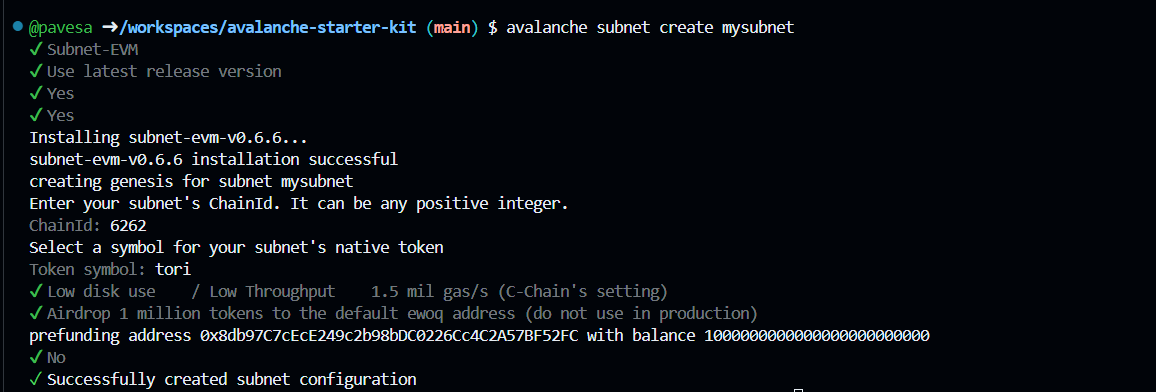 @pavesa ➜/workspaces/avalanche-starter-kit (main) $ avalanche subnet create mysubnet
✓ Subnet-EVM
✓ Use latest release version
✓ Yes
✓ Yes
Installing subnet-evm-v0.6.6...
subnet-evm-v0.6.6 installation successful
creating genesis for subnet mysubnet
Enter your subnet's ChainId. It can be any positive integer.
ChainId: 6262
Select a symbol for your subnet's native token
Token symbol: tori
✓ Low disk use    / Low Throughput    1.5 mil gas/s (C-Chain's setting)
✓ Airdrop 1 million tokens to the default ewoq address (do not use in production)
prefunding address 0x8db97C7cEcE249c2b98bDC0226Cc4C2A57BF52FC with balance 1000000000000000000000000
✓ No
✓ Successfully created subnet configuration